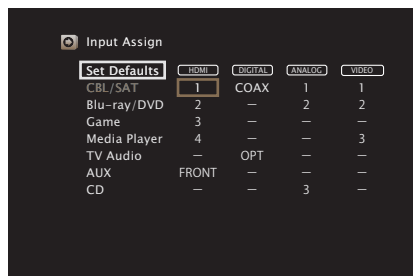 Input Assign
Set Defaults HDMI DIGITAL ANALOG VIDEO
CBL/SAT 1 COAX 1 1
Blu-ray/DVD 2 — 2 2
Game 3 — — —
Media Player 4 — — 3
TV Audio — OPT — —
AUX FRONT — — —
CD — — 3 —